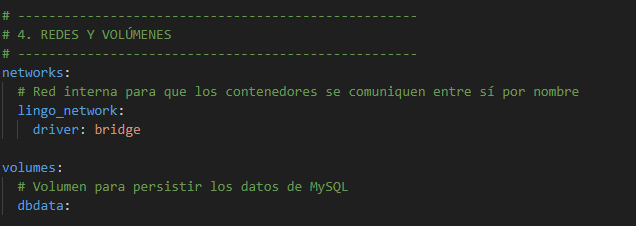 # ----------------------------------------------------
# 4. REDES Y VOLÚMENES
# ----------------------------------------------------
networks:
  # Red interna para que los contenedores se comuniquen entre sí por nombre
  lingo_network:
    driver: bridge

volumes:
  # Volumen para persistir los datos de MySQL
  dbdata: